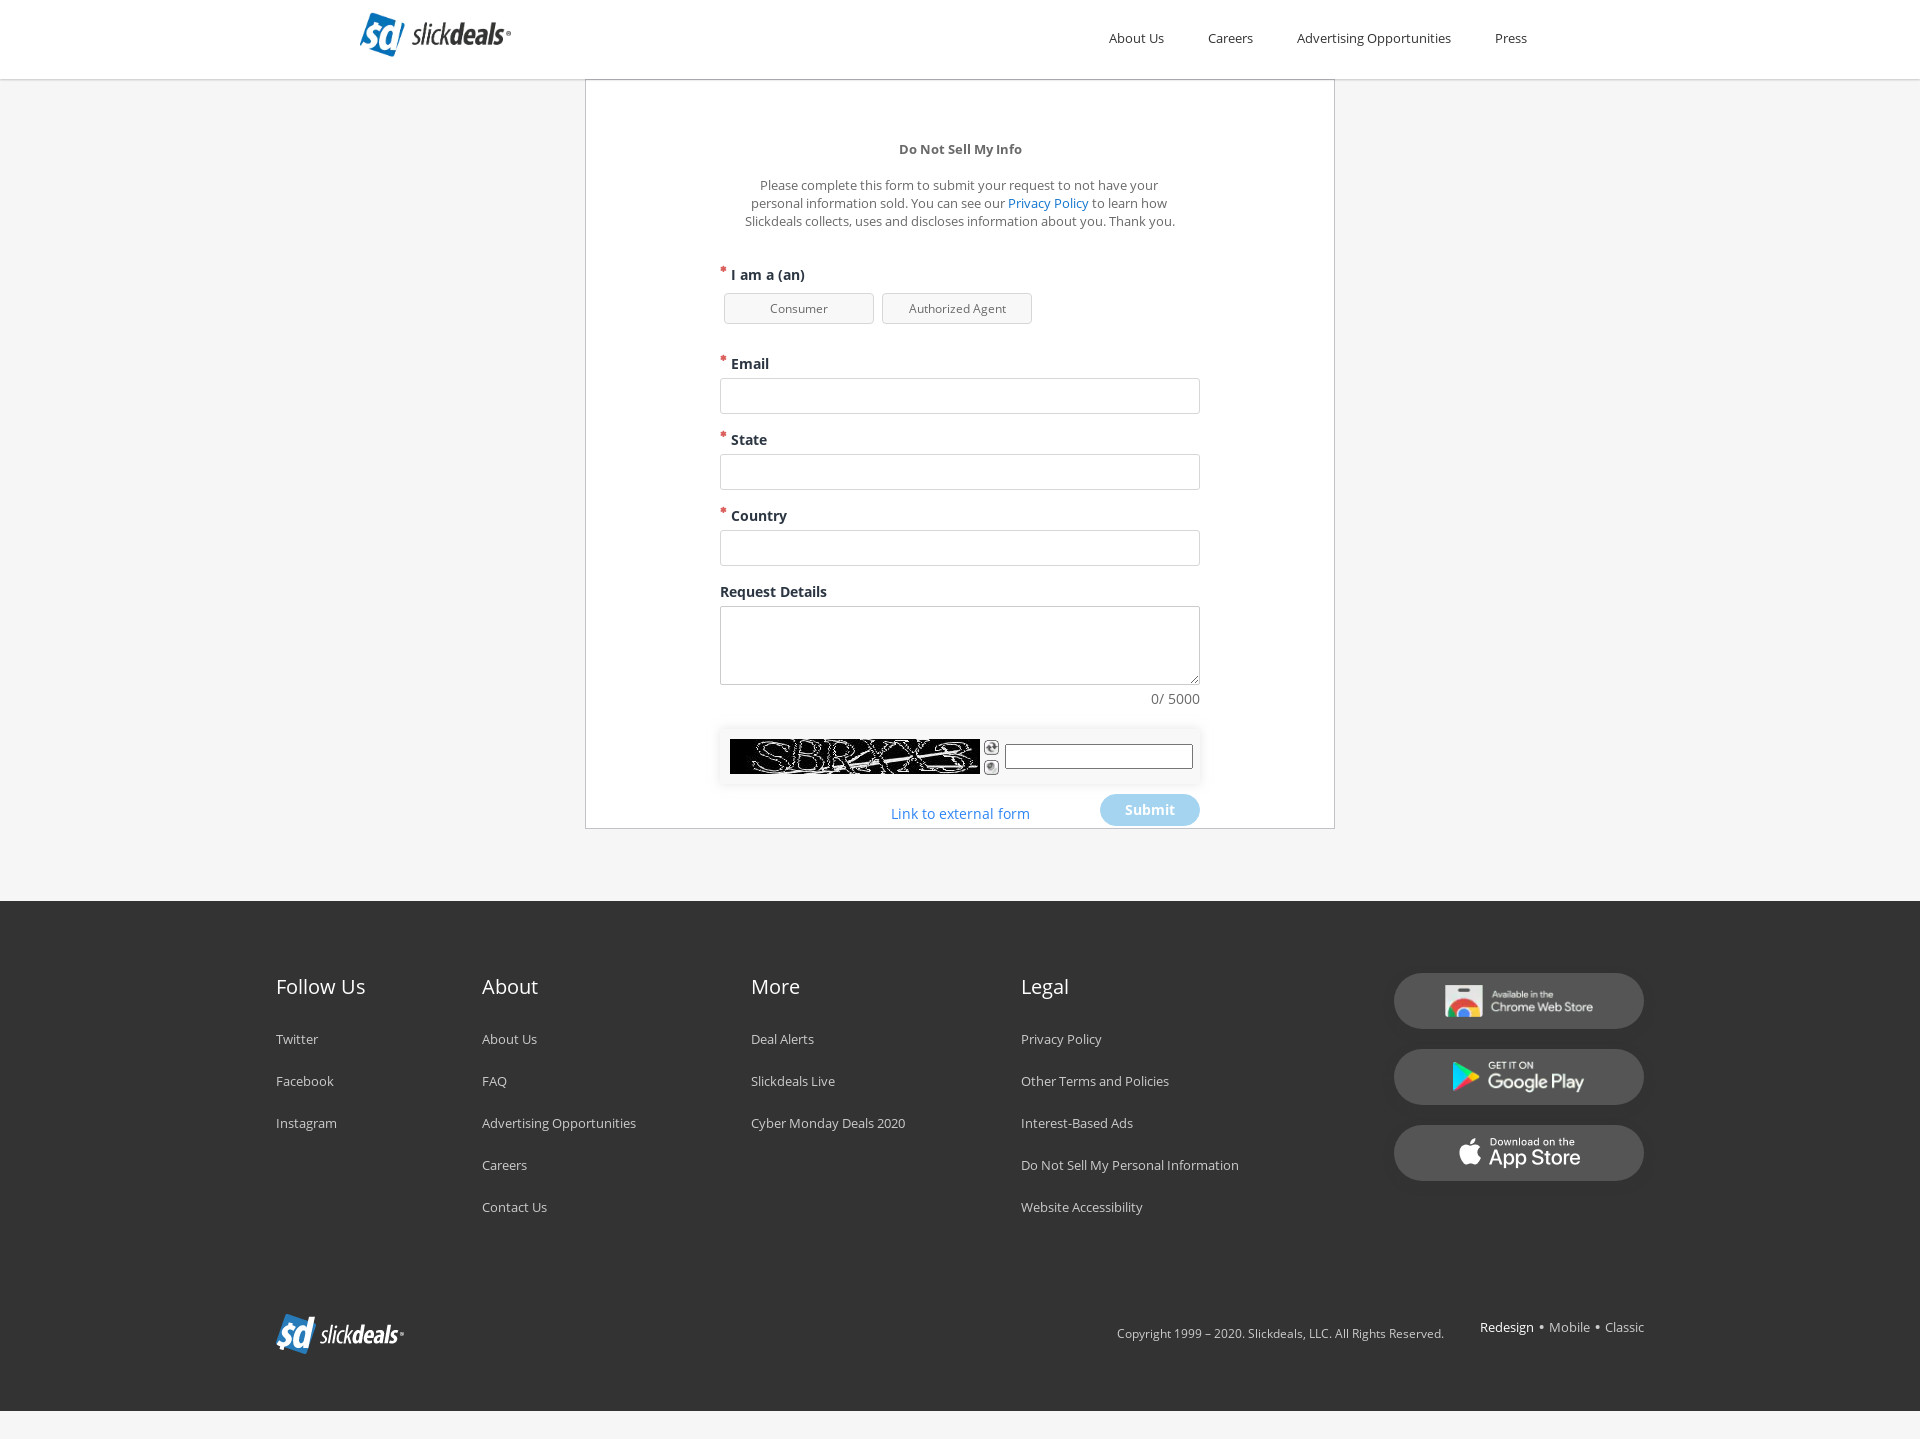 slickdeals
About Us
Careers
Advertising Opportunities
Press
Do Not Sell My Info
Please complete this form to submit your request to not have your
personal information sold. You can see our Privacy Policy to learn how
Slickdeals collects, uses and discloses information about you. Thank you.
* I am a (an)
Consumer
Authorized Agent
* Email
* State
* Country
Request Details
0/ 5000
Link to external form
Submit
Follow Us
Twitter
Facebook
Instagram
About
About Us
FAQ
Advertising Opportunities
Careers
Contact Us
More
Deal Alerts
Slickdeals Live
Cyber Monday Deals 2020
Legal
Privacy Policy
Other Terms and Policies
Interest-Based Ads
Do Not Sell My Personal Information
Website Accessibility
Available in the
Chrome Web Store
GET IT ON
Google Play
Download on the
App Store
slickdeals
Copyright 1999 – 2020. Slickdeals, LLC. All Rights Reserved.
Redesign • Mobile • Classic